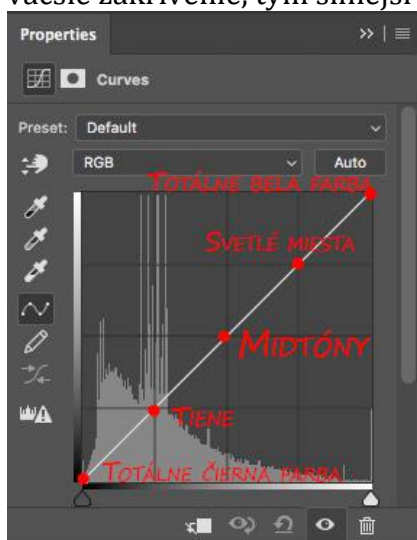 väčšie zakrivenie, tým silnejší
Properties
Curves
Preset: Default
RGB Auto
TOTÁLNE BELA FARBA
SVETLÉ MIESTA
MIDTÓNY
TIENE
TOTÁLNE ČIERNA FARBA